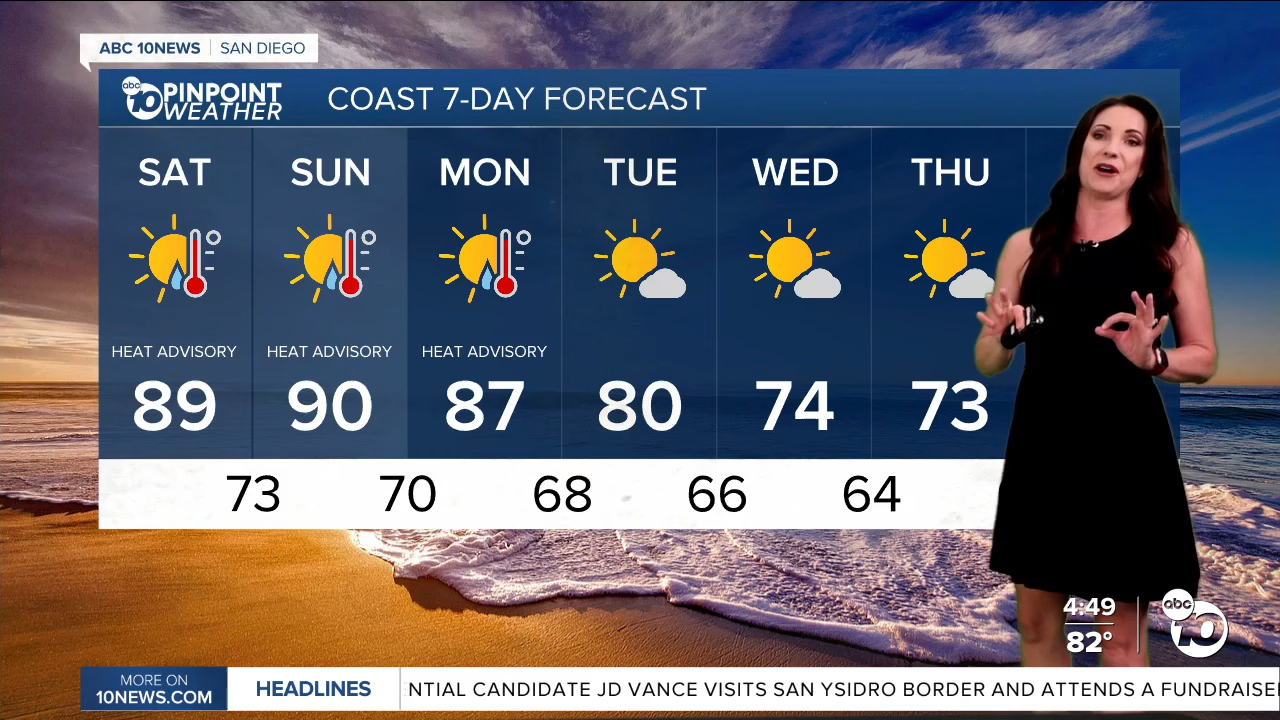 ABC 10NEWS | SAN DIEGO
abc 10 PINPOINT WEATHER
COAST 7-DAY FORECAST
SAT SUN MON TUE WED THU
HEAT ADVISORY HEAT ADVISORY HEAT ADVISORY
89 90 87 80 74 73
73 70 68 66 64
4:49
82°
abc 10
MORE ON
10NEWS.COM
HEADLINES
NTIAL CANDIDATE JD VANCE VISITS SAN YSIDRO BORDER AND ATTENDS A FUNDRAISE